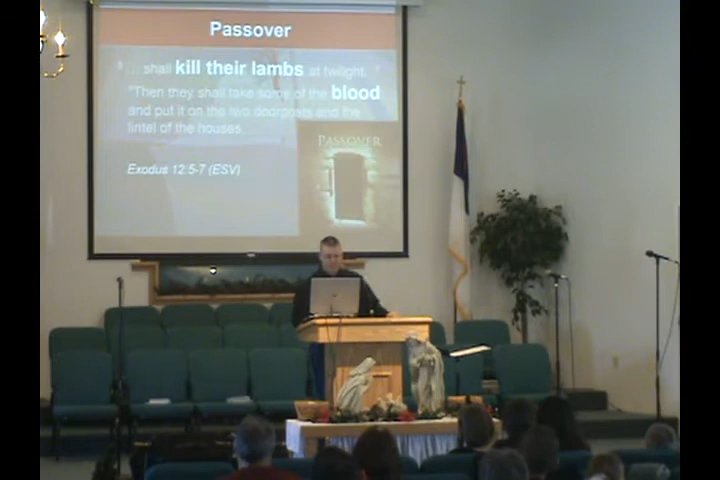 Passover
... shall kill their lambs at twilight.
"Then they shall take some of the blood
and put it on the two doorposts and the
lintel of the houses...
Exodus 12:5-7 (ESV)
PASSOVER